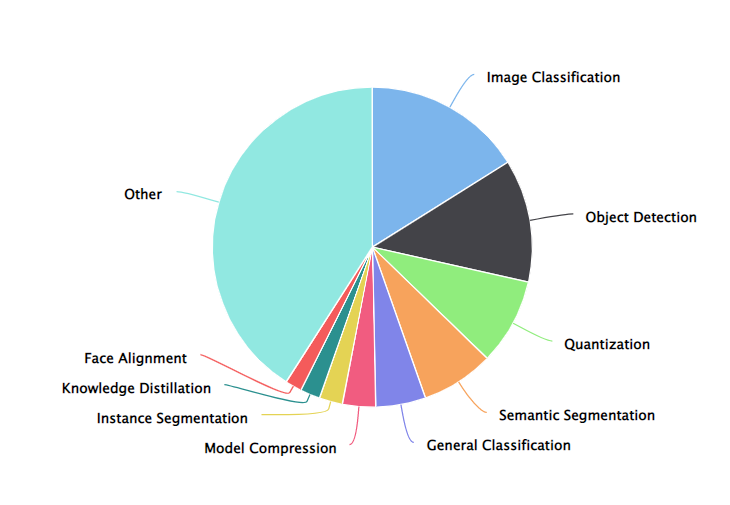 Image Classification
Other
Object Detection
Quantization
Face Alignment
Knowledge Distillation
Semantic Segmentation
Instance Segmentation
General Classification
Model Compression